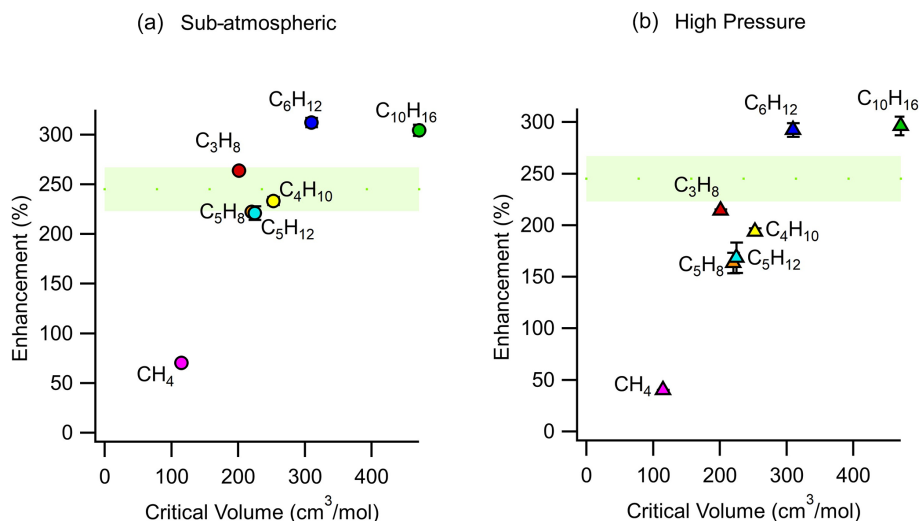 (a) Sub-atmospheric
(b) High Pressure
Enhancement (%)
300
250
200
150
100
50
0
C₆H₁₂
C₁₀H₁₆
C₃H₈
C₄H₁₀
C₅H₈
C₅H₁₂
CH₄
0 100 200 300 400
Critical Volume (cm³/mol)
Enhancement (%)
300
250
200
150
100
50
0
C₆H₁₂
C₁₀H₁₆
C₃H₈
C₄H₁₀
C₅H₈
C₅H₁₂
CH₄
0 100 200 300 400
Critical Volume (cm³/mol)